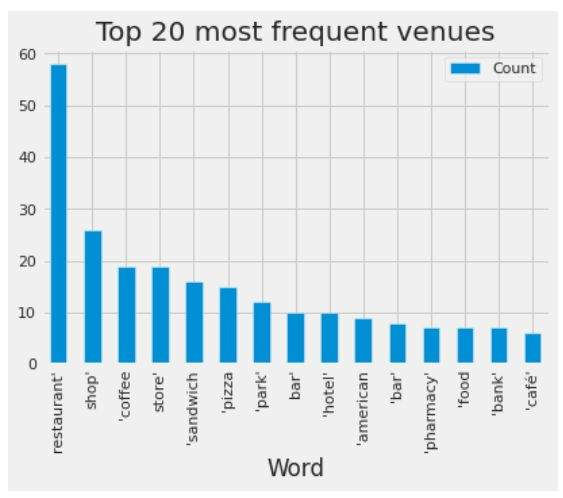 Top 20 most frequent venues
Count
60
50
40
30
20
10
0
restaurant'
shop'
'coffee
store'
'sandwich
'pizza
'park'
bar'
'hotel'
'american
'bar'
'pharmacy'
'food
'bank'
'café'
Word